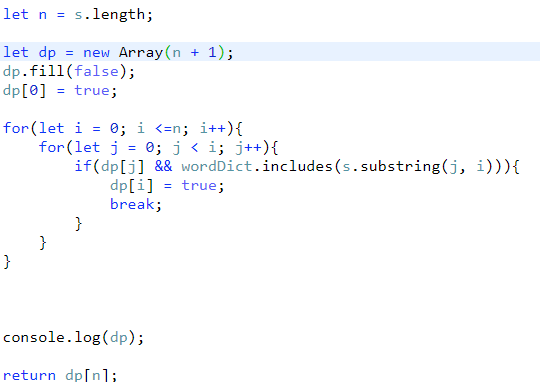 let n = s.length;
let dp = new Array(n + 1);
dp.fill(false);
dp[0] = true;
for(let i = 0; i <=n; i++){
for(let j = 0; j < i; j++){
if(dp[j] && wordDict.includes(s.substring(j, i))){
dp[i] = true;
break;
}
}
}
console.log(dp);
return dp[n];